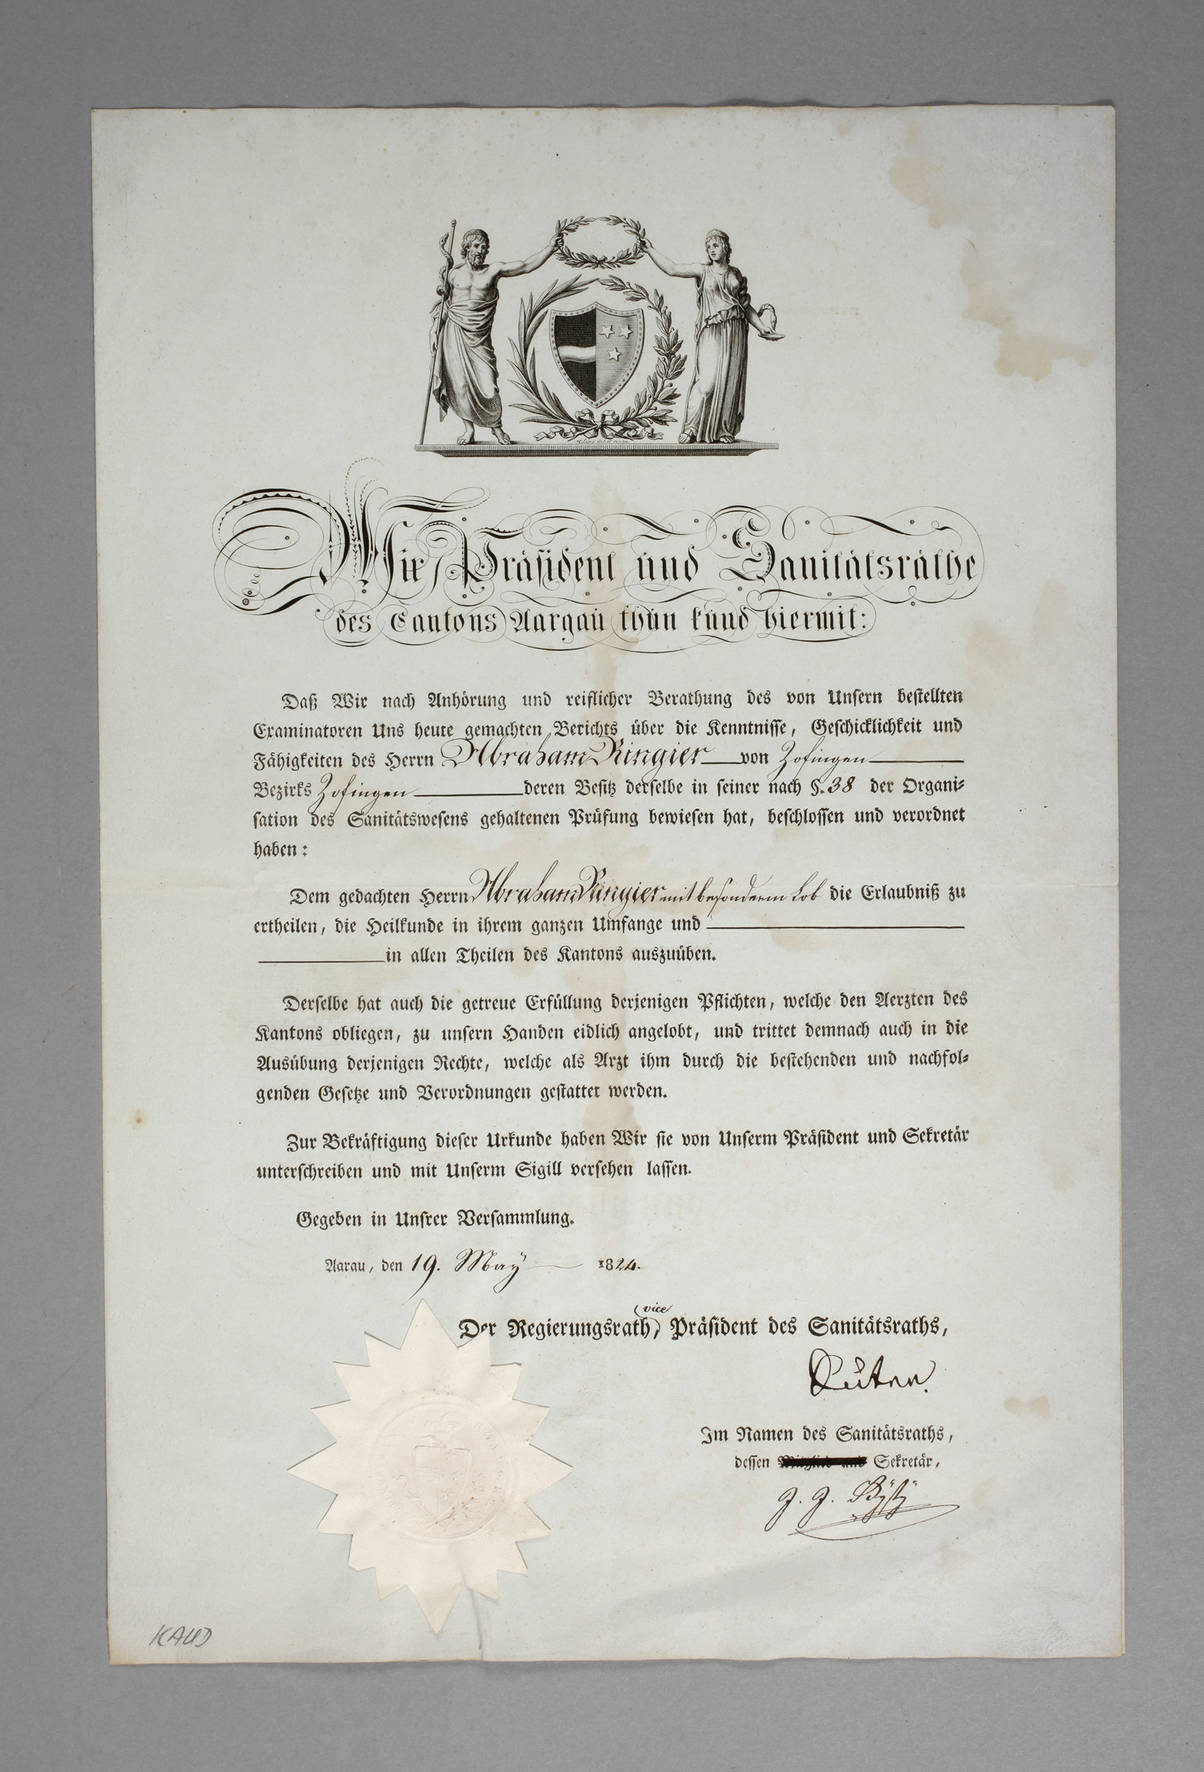 Wir Präsident und Sanitätsräthe
des Cantons Aargau thun kund hiermit:
Daß Wir nach Anhörung und reiflicher Berathung des von Unsern bestellten
Examinatoren Uns heute gemachten Berichts über die Kenntnisse, Geschicklichkeit und
Fähigkeiten des Herrn Abraham Ringier von Zofingen
Bezirks Zofingen deren Besitz derselbe in seiner nach §. 38 der Organi-
sation des Sanitätswesens gehaltenen Prüfung bewiesen hat, beschlossen und verordnet
haben:
Dem gedachten Herrn Abraham Ringier mit besonderm Lob die Erlaubniß zu
ertheilen, die Heilkunde in ihrem ganzen Umfange und
in allen Theilen des Kantons auszuüben.
Derselbe hat auch die getreue Erfüllung derjenigen Pflichten, welche den Aerzten des
Kantons obliegen, zu unsern Handen eidlich angelobt, und trittet demnach auch in die
Ausübung derjenigen Rechte, welche als Arzt ihm durch die bestehenden und nachfol-
genden Gesetze und Verordnungen gestattet werden.
Zur Bekräftigung dieser Urkunde haben Wir sie von Unserm Präsident und Sekretär
unterschreiben und mit Unserm Sigill versehen lassen.
Gegeben in Unsrer Versammlung.
Aarau, den 19. May 1824.
Der Regierungsrath, vice Präsident des Sanitätsraths,
Im Namen des Sanitätsraths,
dessen Mitglied und Sekretär,
KAUD